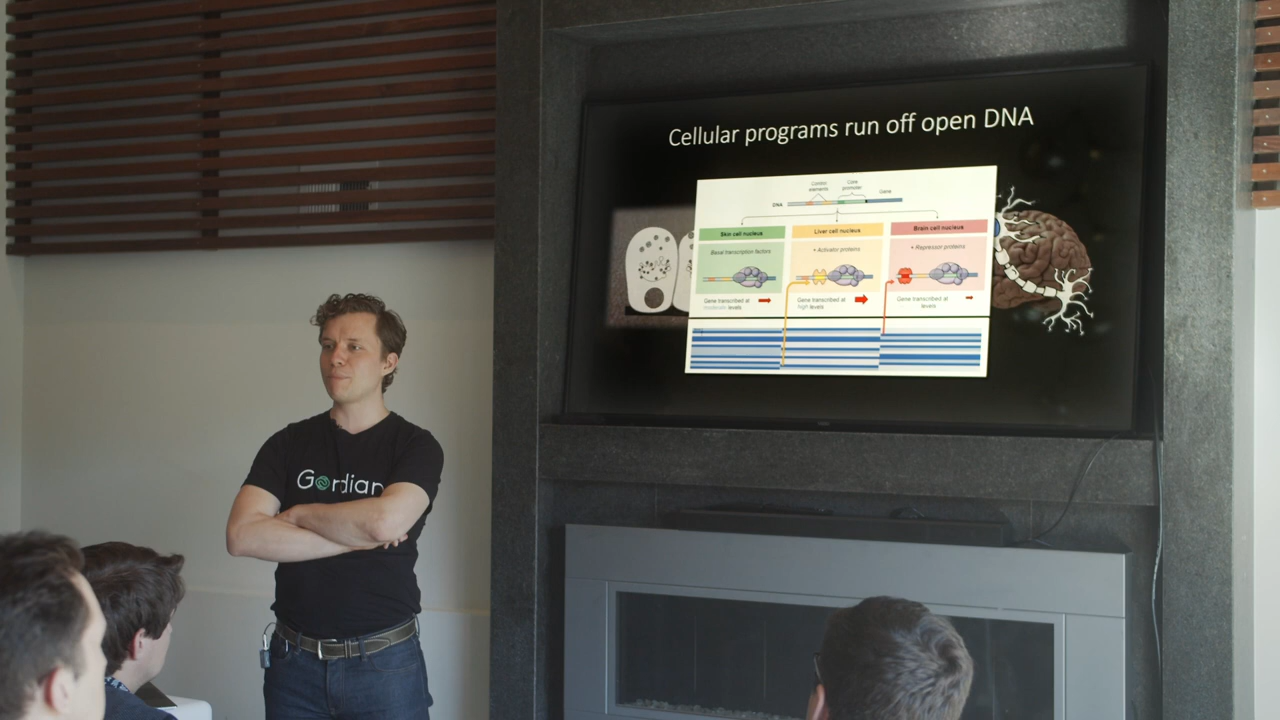 Cellular programs run off open DNA
Control elements
Core promoter
Gene
DNA
Skin cell nucleus
Liver cell nucleus
Brain cell nucleus
Basal transcription factors
+ Activator proteins
+ Repressor proteins
Gene transcribed at
moderate levels
Gene transcribed at
high levels
Gene transcribed at
levels
Gordian